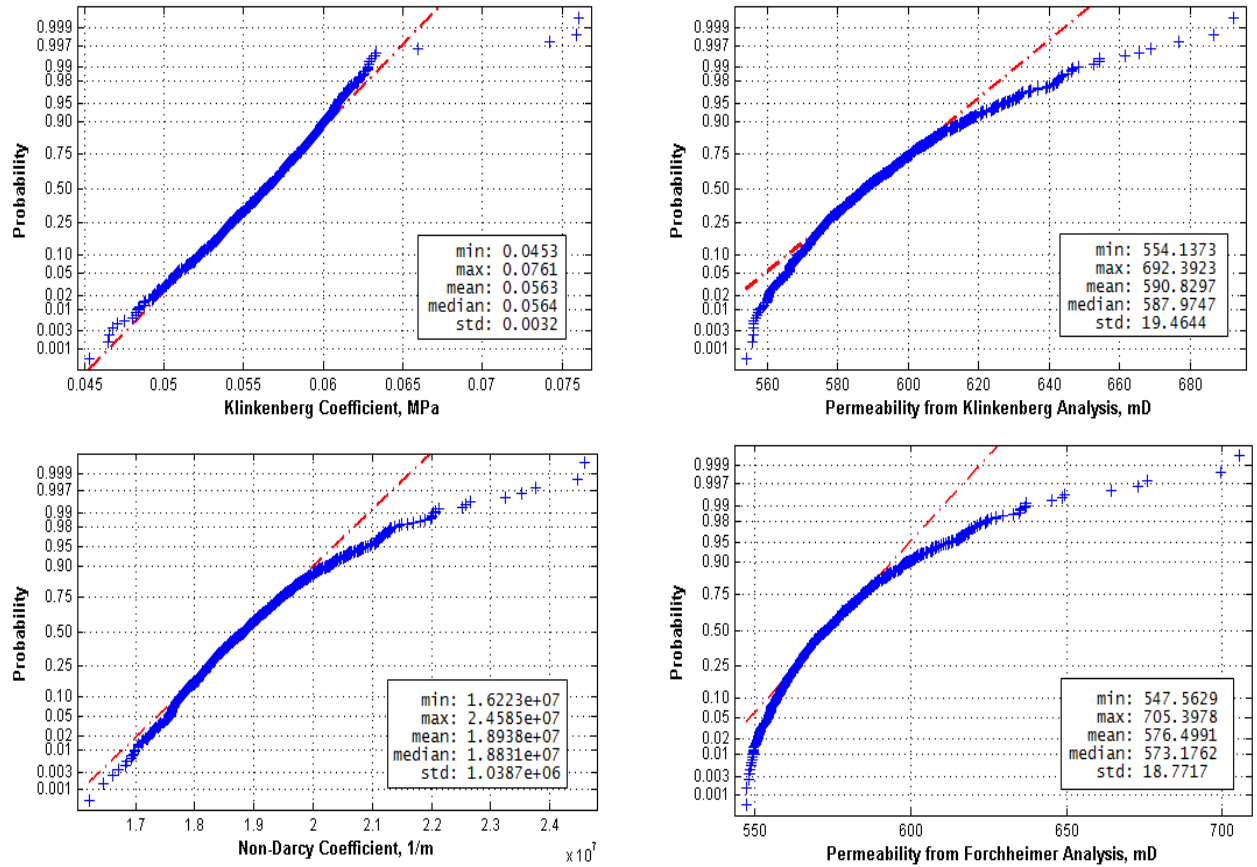 0.999
0.997
0.99
0.98
0.95
0.90
0.75
0.50
0.25
0.10
0.05
0.02
0.01
0.003
0.001
Probability
min: 0.0453
max: 0.0761
mean: 0.0563
median: 0.0564
std: 0.0032
0.045 0.05 0.055 0.06 0.065 0.07 0.075
Klinkenberg Coefficient, MPa
0.999
0.997
0.99
0.98
0.95
0.90
0.75
0.50
0.25
0.10
0.05
0.02
0.01
0.003
0.001
Probability
min: 554.1373
max: 692.3923
mean: 590.8297
median: 587.9747
std: 19.4644
560 580 600 620 640 660 680
Permeability from Klinkenberg Analysis, mD
0.999
0.997
0.99
0.98
0.95
0.90
0.75
0.50
0.25
0.10
0.05
0.02
0.01
0.003
0.001
Probability
min: 1.6223e+07
max: 2.4585e+07
mean: 1.8938e+07
median: 1.8831e+07
std: 1.0387e+06
1.7 1.8 1.9 2 2.1 2.2 2.3 2.4
Non-Darcy Coefficient, 1/m
x 10^7
0.999
0.997
0.99
0.98
0.95
0.90
0.75
0.50
0.25
0.10
0.05
0.02
0.01
0.003
0.001
Probability
min: 547.5629
max: 705.3978
mean: 576.4991
median: 573.1762
std: 18.7717
550 600 650 700
Permeability from Forchheimer Analysis, mD